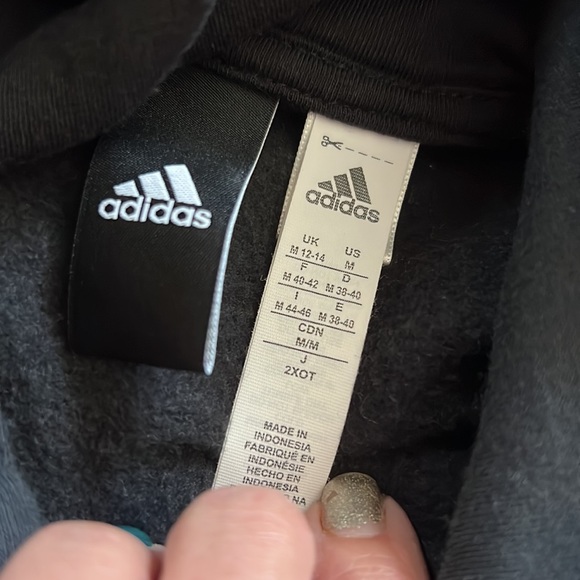 adidas
adidas
UK US
M 12-14 M
F D
M 40-42 M 38-40
I E
M 44-46 M 38-40
CDN
M/M
J
2XOT
MADE IN
INDONESIA
FABRIQUÉ EN
INDONÉSIE
HECHO EN
INDONESIA
NA